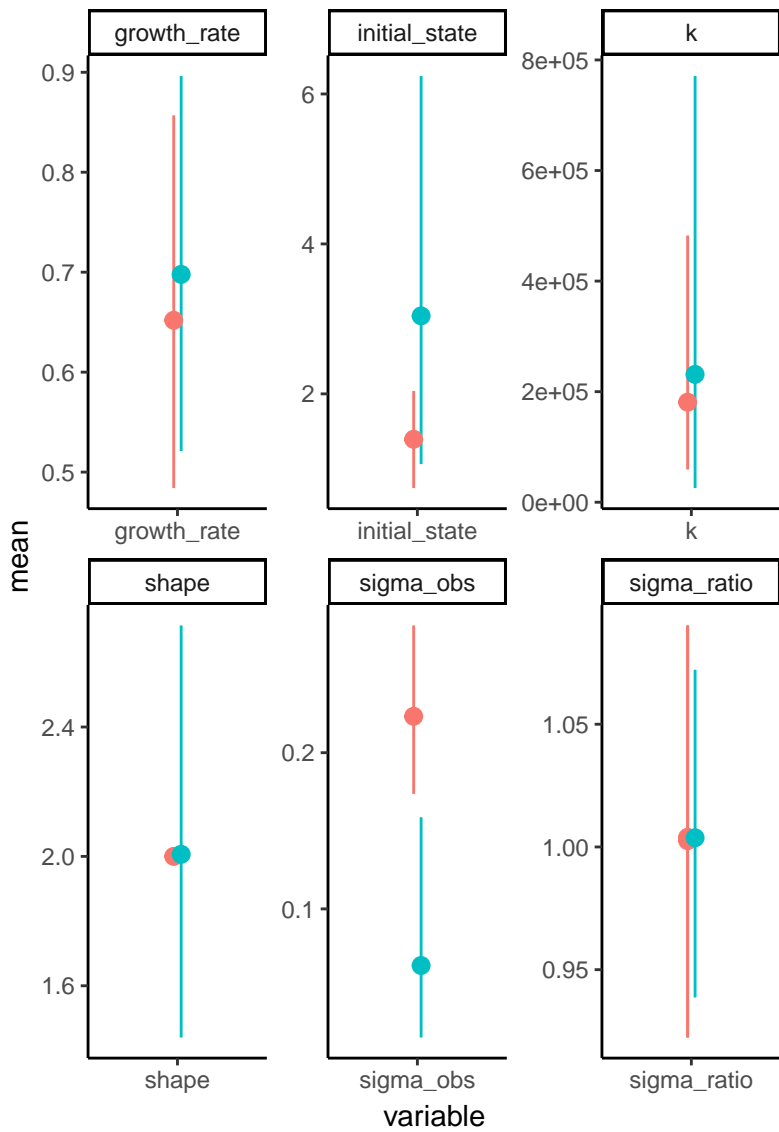 growth_rate
initial_state
k
0.9
0.8
0.7
0.6
0.5
6
4
2
8e+05
6e+05
4e+05
2e+05
0e+00
growth_rate
initial_state
k
mean
shape
sigma_obs
sigma_ratio
2.4
2.0
1.6
0.2
0.1
1.05
1.00
0.95
shape
sigma_obs
sigma_ratio
variable